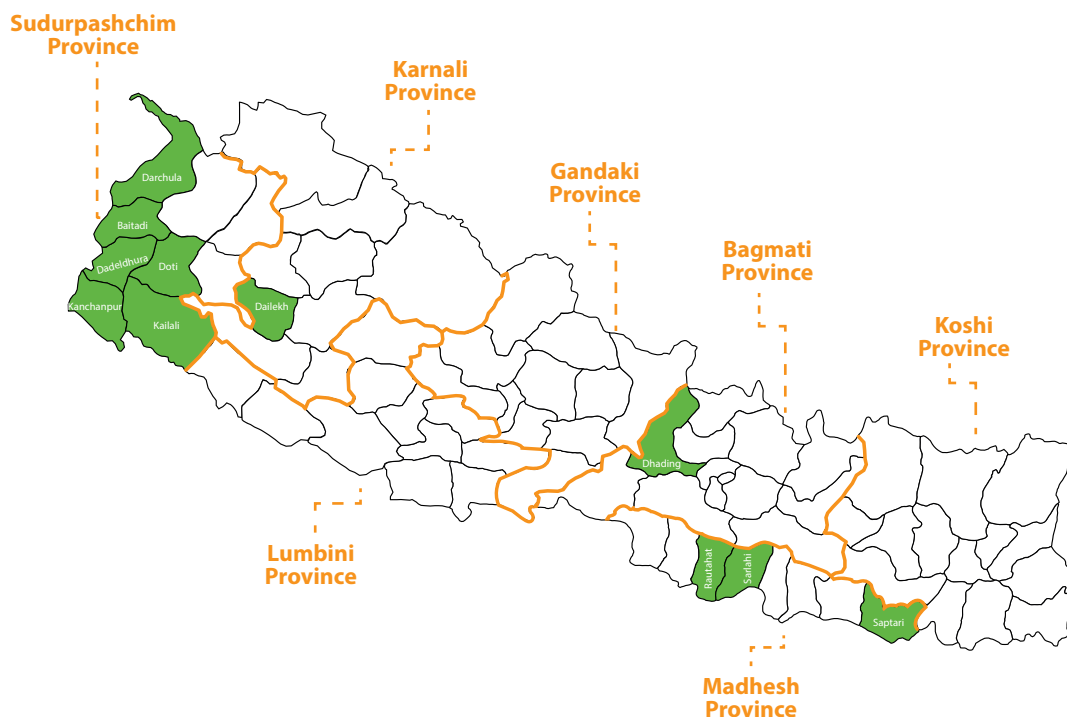 Sudurpashchim
Province
Karnali
Province
Gandaki
Province
Bagmati
Province
Koshi
Province
Darchula
Baitadi
Dadeldhura
Doti
Kanchanpur
Kailali
Dailekh
Dhading
Rautahat
Sarlahi
Saptari
Lumbini
Province
Madhesh
Province